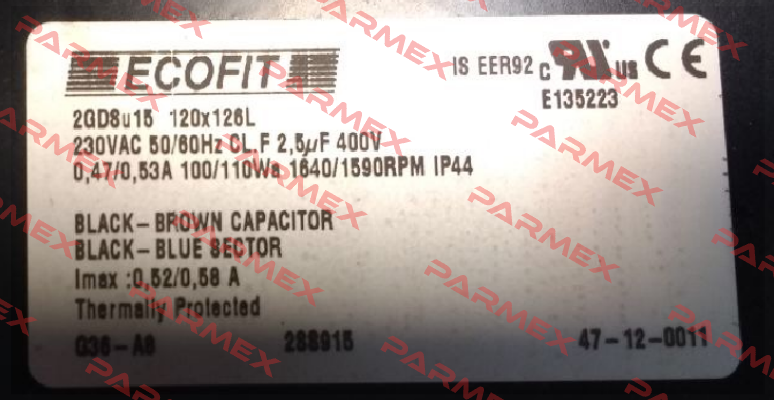 ECOFIT
IS EER92 c UR us CE
E135223
2GDSu15 120x126L
230VAC 50/60Hz CL.F 2,5µF 400V
0,47/0,53A 100/110Wa 1640/1590RPM IP44
BLACK-BROWN CAPACITOR
BLACK-BLUE SECTOR
Imax :0,52/0,58 A
Thermally Protected
G36-A6 288915 47-12-0011
PARMEX